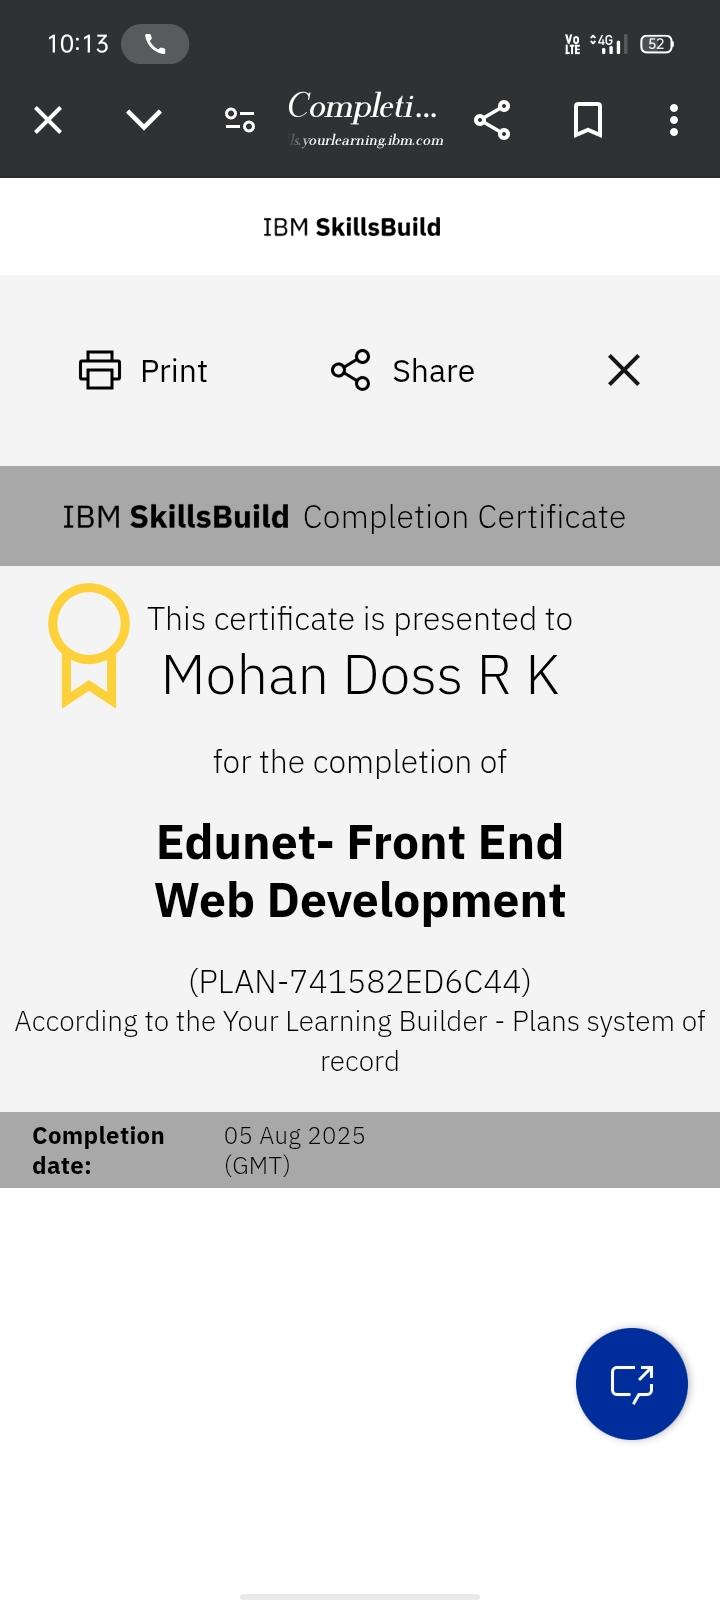 10:13
Vo LTE 4G 52
Completi...
ls.yourlearning.ibm.com
IBM SkillsBuild
Print Share
IBM SkillsBuild Completion Certificate
This certificate is presented to
Mohan Doss R K
for the completion of
Edunet- Front End
Web Development
(PLAN-741582ED6C44)
According to the Your Learning Builder - Plans system of
record
Completion date: 05 Aug 2025 (GMT)